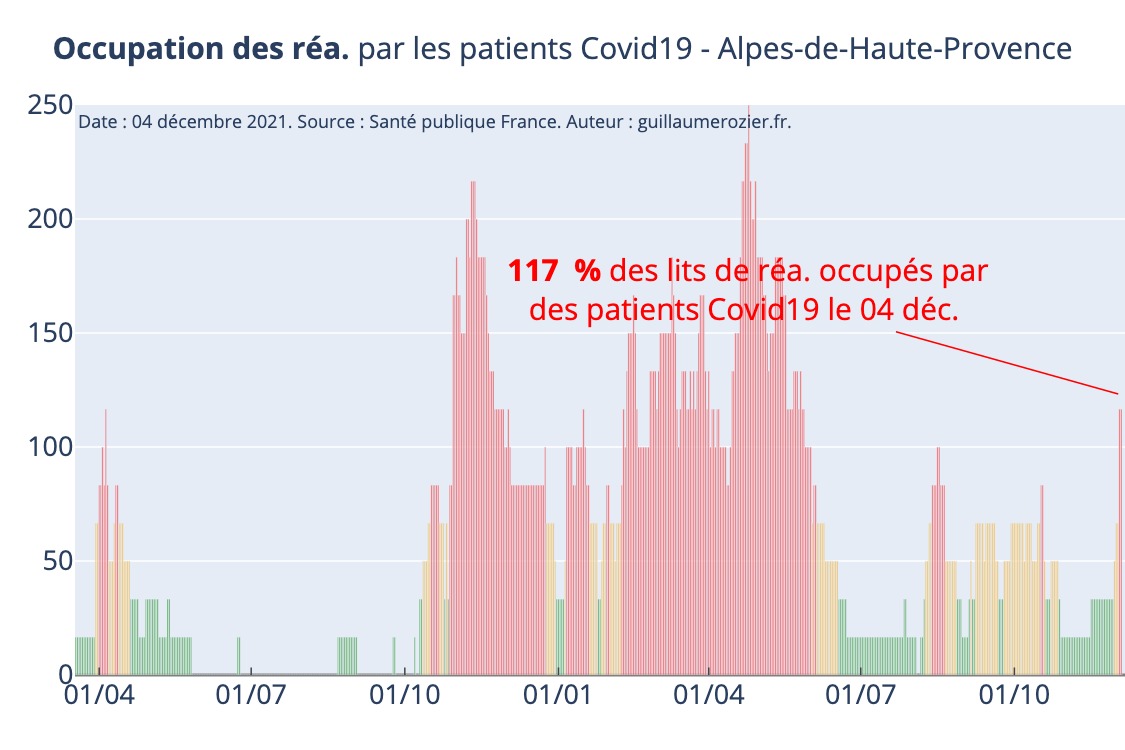 Occupation des réa. par les patients Covid19 - Alpes-de-Haute-Provence
250
Date : 04 décembre 2021. Source : Santé publique France. Auteur : guillaumerozier.fr.
200
117  % des lits de réa. occupés par
des patients Covid19 le 04 déc.
150
100
50
0
01/04 01/07 01/10 01/01 01/04 01/07 01/10